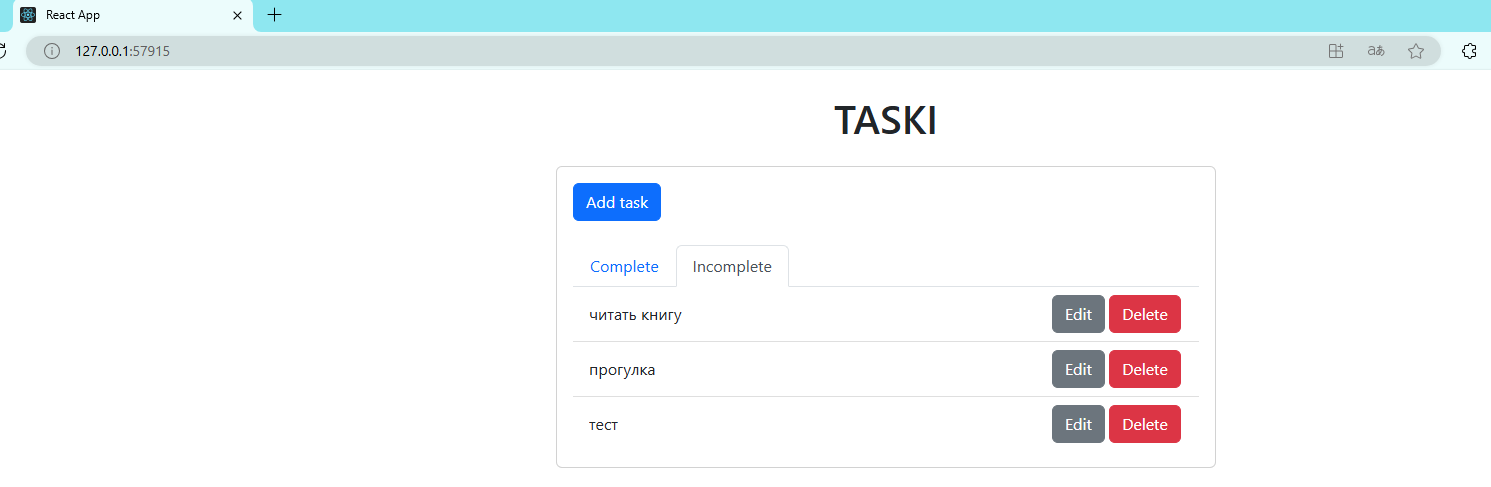 React App
127.0.0.1:57915
TASKI
Add task
Complete Incomplete
читать книгу Edit Delete
прогулка Edit Delete
тест Edit Delete